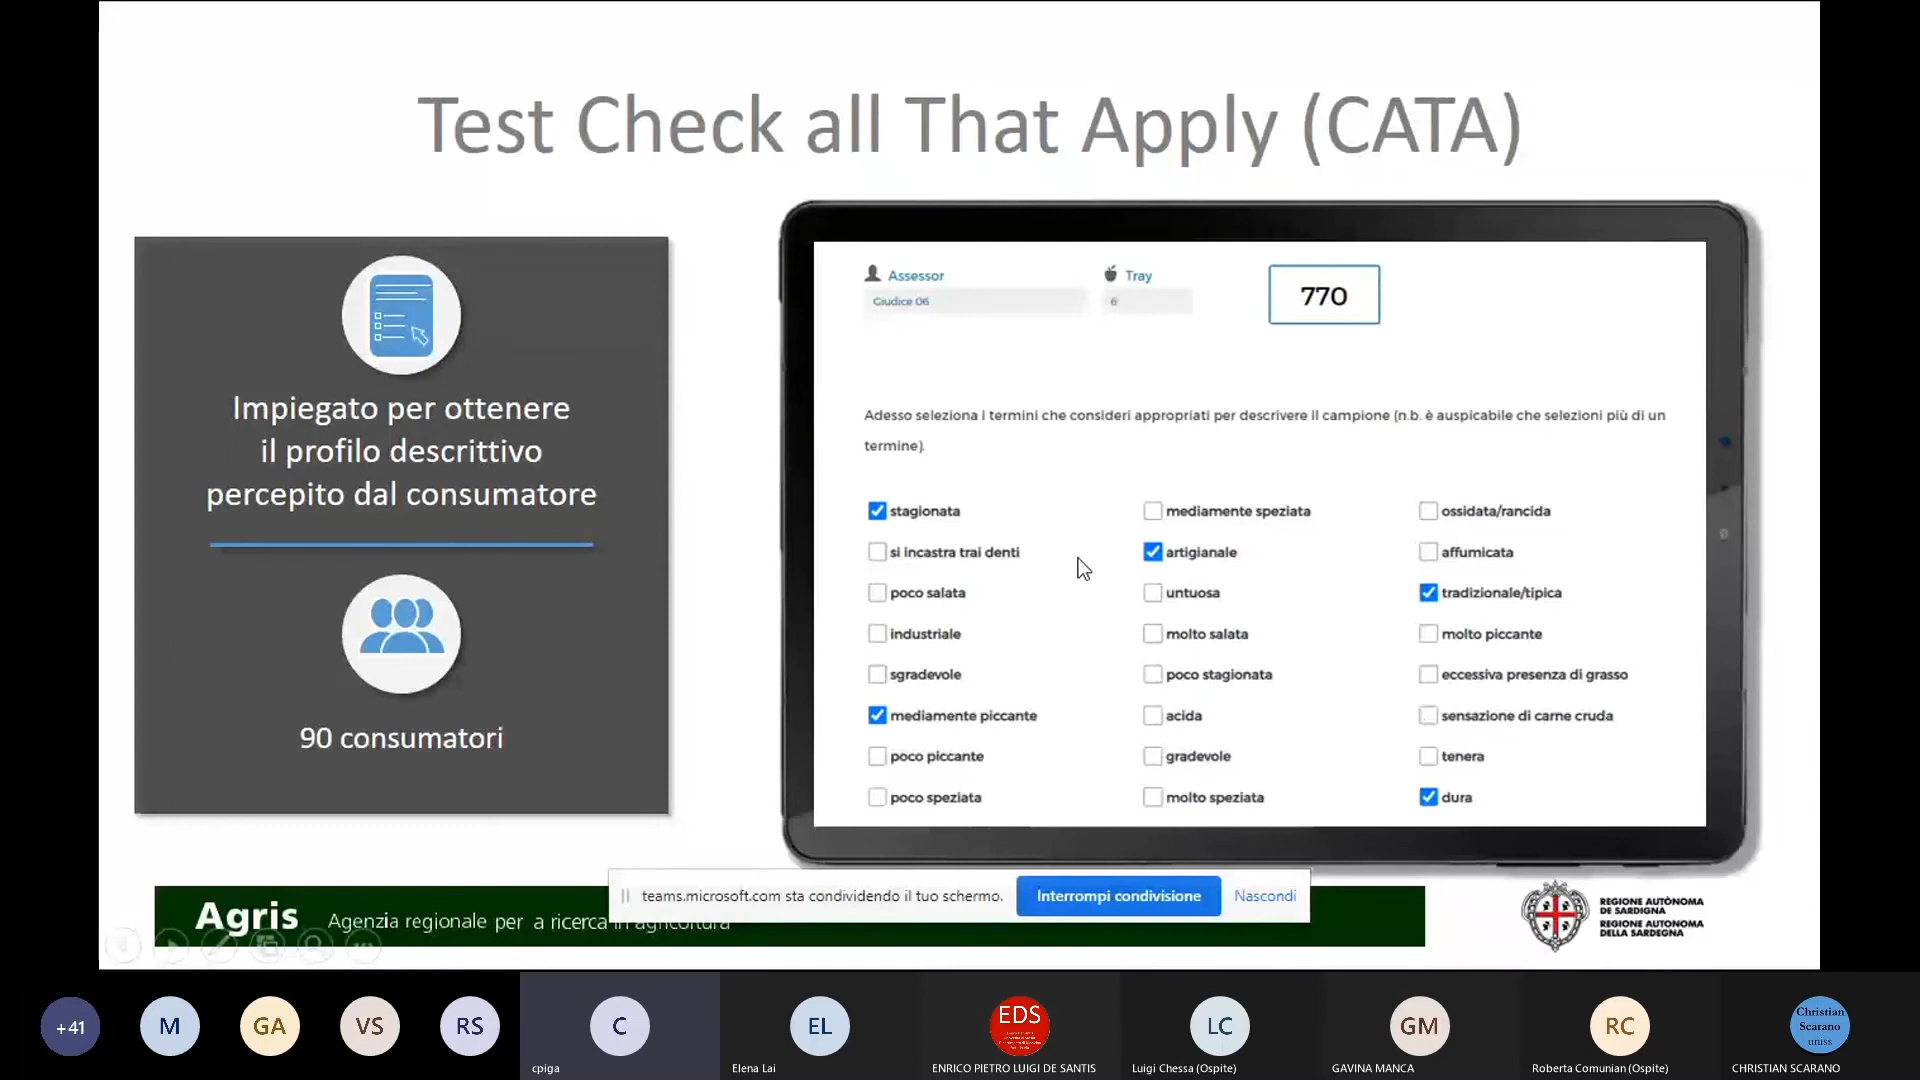 Test Check all That Apply (CATA)
Impiegato per ottenere
il profilo descrittivo
percepito dal consumatore
90 consumatori
Assessor
Tray
Giudice 06
6
770
Adesso seleziona i termini che consideri appropriati per descrivere il campione (n.b. è auspicabile che selezioni più di un
termine).
stagionata
mediamente speziata
ossidata/rancida
si incastra trai denti
artigianale
affumicata
poco salata
untuosa
tradizionale/tipica
industriale
molto salata
molto piccante
sgradevole
poco stagionata
eccessiva presenza di grasso
mediamente piccante
acida
sensazione di carne cruda
poco piccante
gradevole
tenera
poco speziata
molto speziata
dura
teams.microsoft.com sta condividendo il tuo schermo.
Interrompi condivisione
Nascondi
Agris
Agenzia regionale per a ricerca in agricoltura
REGIONE AUTÒNOMA
DE SARDIGNA
REGIONE AUTONOMA
DELLA SARDEGNA
+41
M
GA
VS
RS
C
EL
EDS
LC
GM
RC
Christian
Scarano
uniss
cpiga
Elena Lai
ENRICO PIETRO LUIGI DE SANTIS
Luigi Chessa (Ospite)
GAVINA MANCA
Roberta Comunian (Ospite)
CHRISTIAN SCARANO